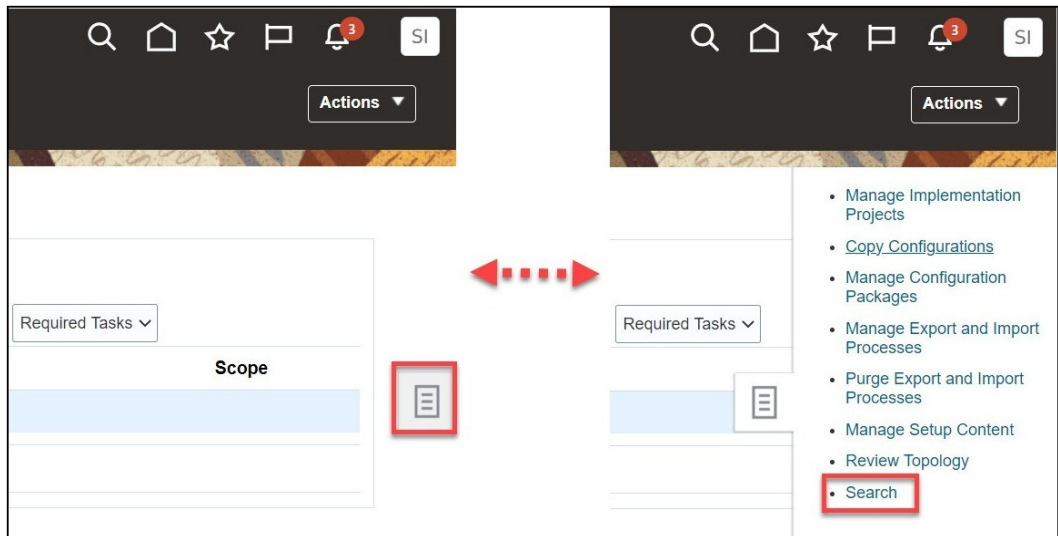 3
SI
Actions
Required Tasks
Scope
3
SI
Actions
Required Tasks
Manage Implementation
Projects
Copy Configurations
Manage Configuration
Packages
Manage Export and Import
Processes
Purge Export and Import
Processes
Manage Setup Content
Review Topology
Search